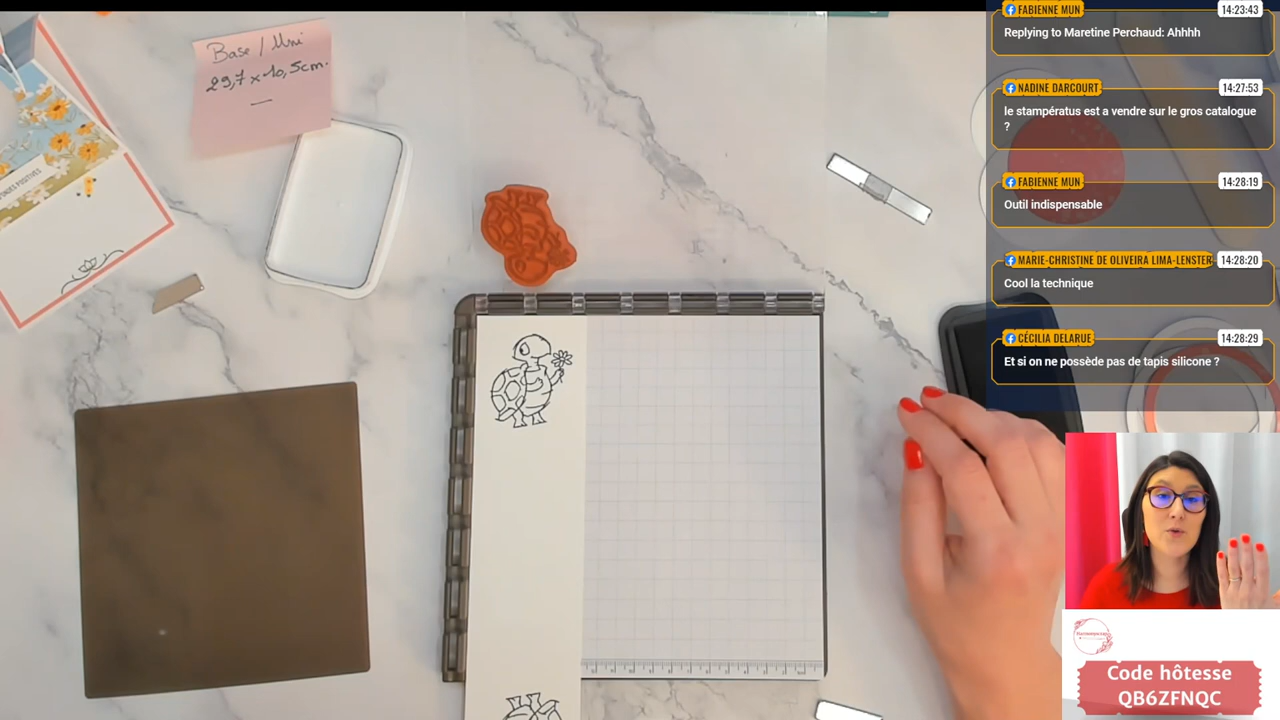 Base / Uni
29,7 x 10,5cm.
ONDES POSITIVES
FABIENNE MUN
14:23:43
Replying to Maretine Perchaud: Ahhhh
NADINE DARCOURT
14:27:53
le stampératus est a vendre sur le gros catalogue
?
FABIENNE MUN
14:28:19
Outil indispensable
MARIE-CHRISTINE DE OLIVEIRA LIMA-LENSTER
14:28:20
Cool la technique
CÉCILIA DELARUE
14:28:29
Et si on ne possède pas de tapis silicone ?
Code hôtesse
QB6ZFNQC